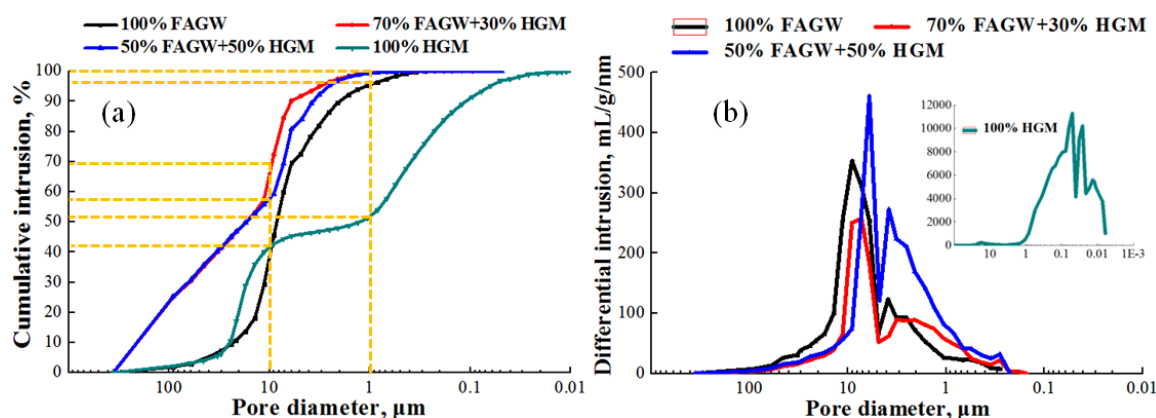 100% FAGW 70% FAGW+30% HGM
50% FAGW+50% HGM 100% HGM
Cumulative intrusion, %
100
90
80
70
60
50
40
30
20
10
0
(a)
100 10 1 0.1 0.01
Pore diameter, µm
100% FAGW 70% FAGW+30% HGM
50% FAGW+50% HGM
Differential intrusion, mL/g/nm
500
400
300
200
100
0
(b)
12000
10000
8000
6000
4000
2000
0
100% HGM
10 1 0.1 0.01 1E-3
100 10 1 0.1 0.01
Pore diameter, µm